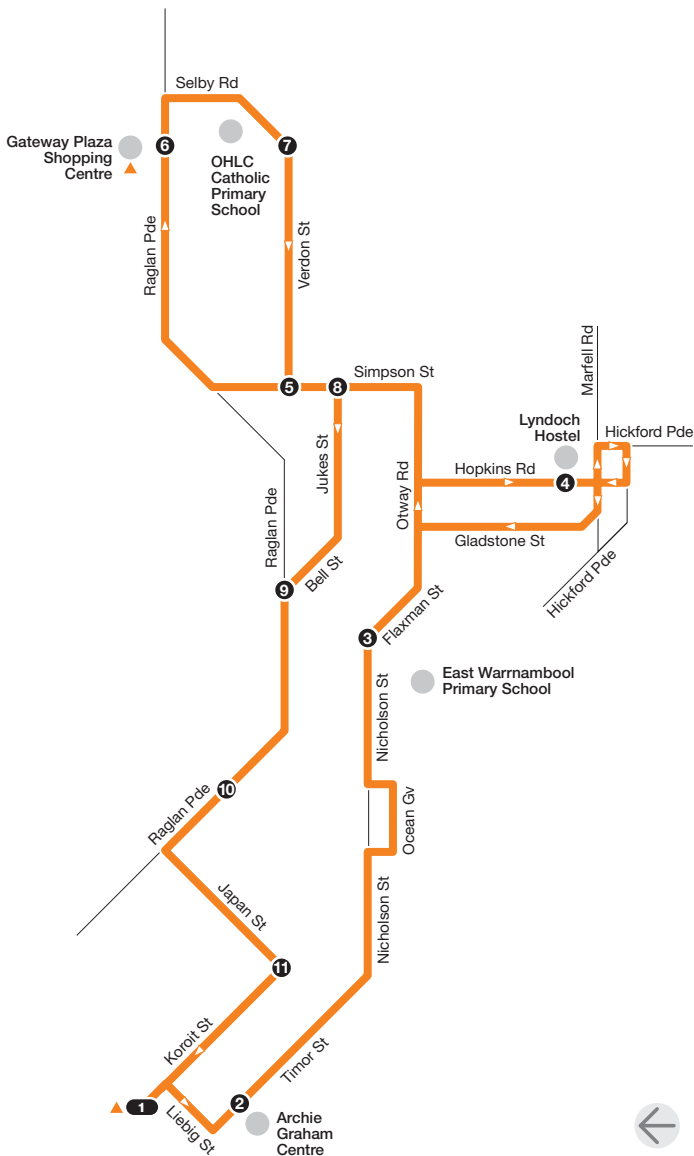 Selby Rd
Gateway Plaza
Shopping
Centre
6
7
OHLC
Catholic
Primary
School
Raglan Pde
Verdon St
5
8
Simpson St
Marfell Rd
Lyndoch
Hostel
Hickford Pde
Jukes St
Otway Rd
Hopkins Rd
4
Gladstone St
Raglan Pde
Hickford Pde
9
Bell St
Flaxman St
3
East Warrnambool
Primary School
Nicholson St
10
Raglan Pde
Ocean Gv
Japan St
Nicholson St
11
Koroit St
Timor St
1
Liebig St
2
Archie
Graham
Centre